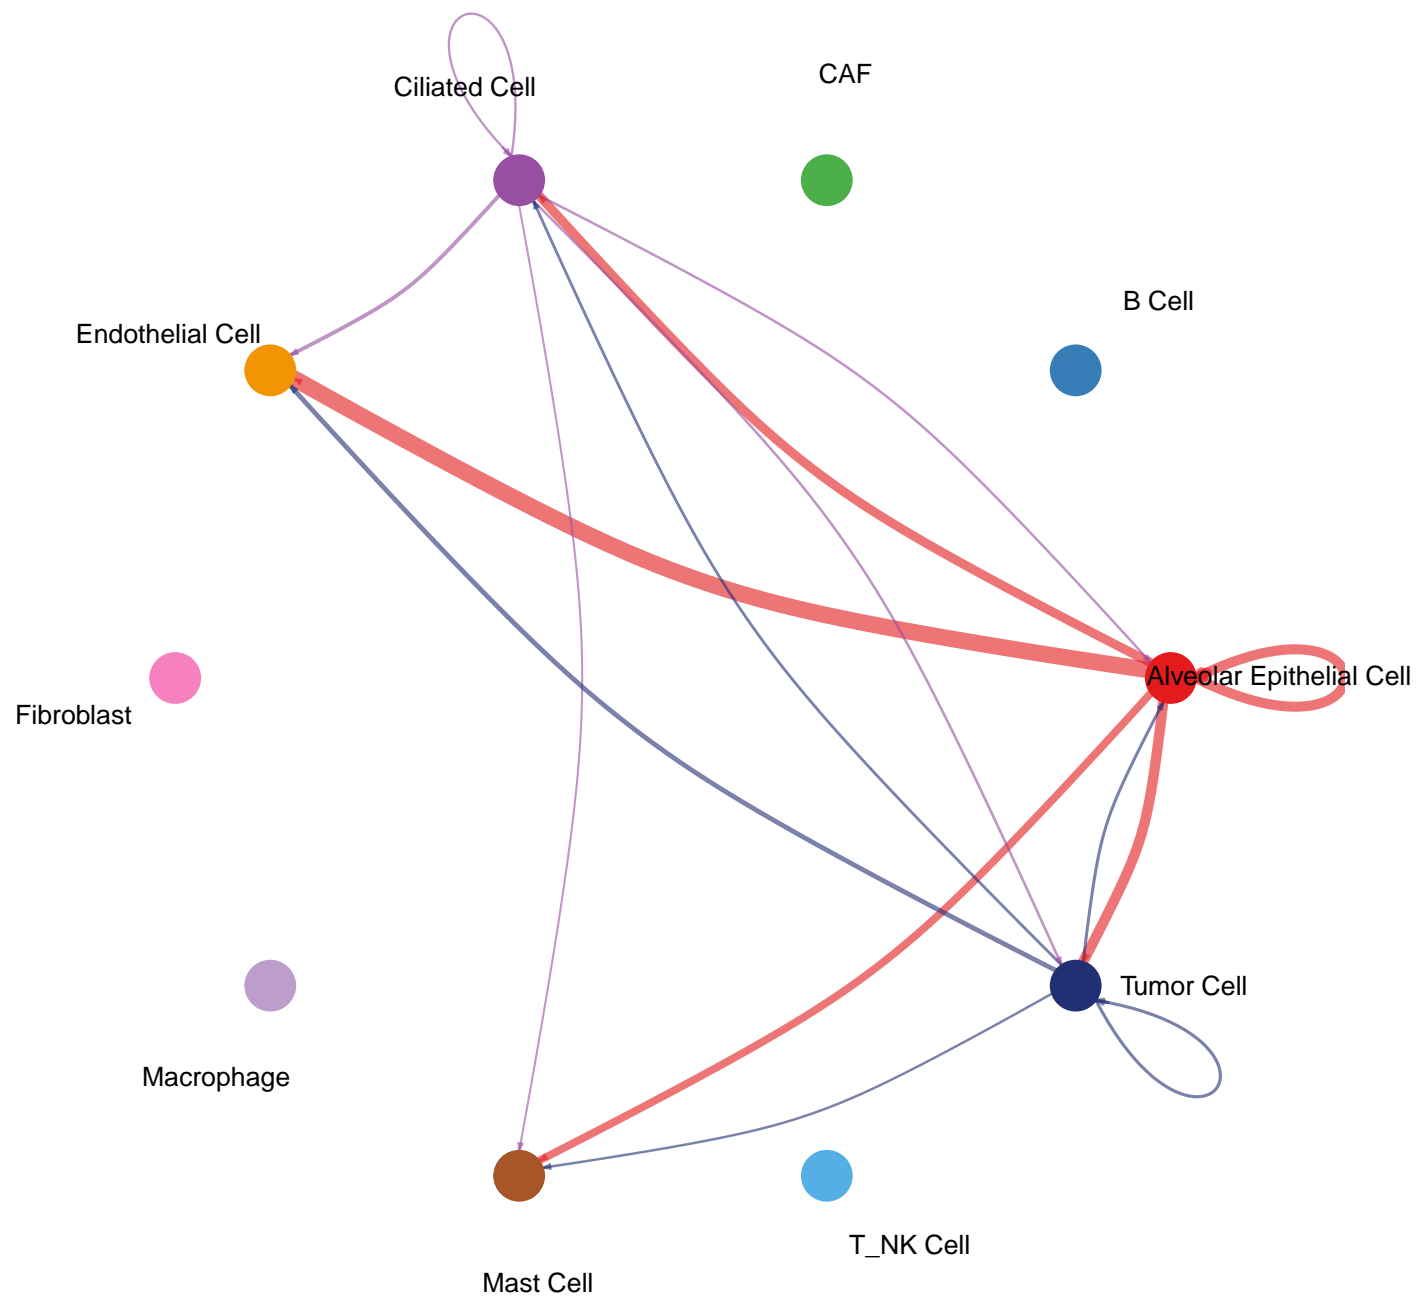 CAF
Ciliated Cell
B Cell
Endothelial Cell
Alveolar Epithelial Cell
Fibroblast
Tumor Cell
Macrophage
T_NK Cell
Mast Cell